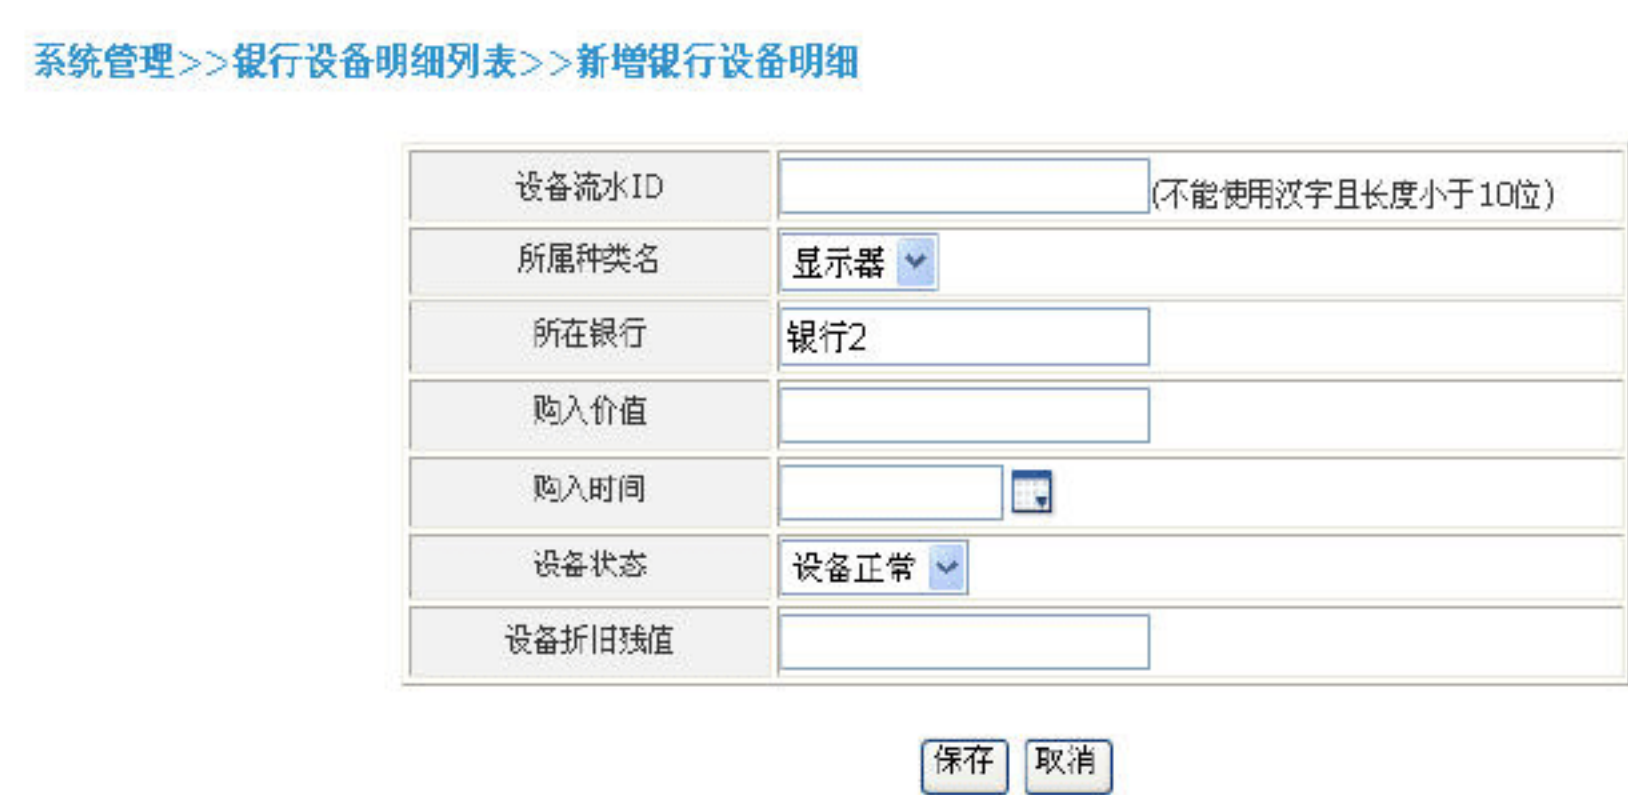 系统管理>>银行设备明细列表>>新增银行设备明细
设备流水ID (不能使用汉字且长度小于10位)
所属种类名 显示器
所在银行 银行2
购入价值
购入时间
设备状态 设备正常
设备折旧残值
保存 取消